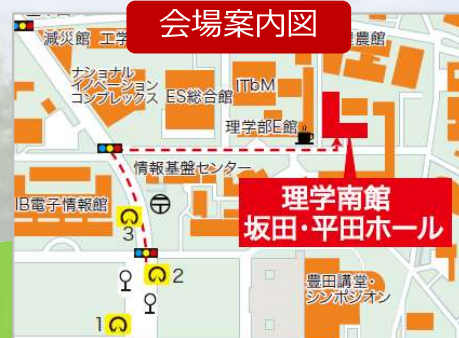 会場案内図
減災館
工学
農館
ナショナル
イノベーション
コンプレックス
ES総合館
ITbM
理学部E館
情報基盤センター
IB電子情報館
理学南館
坂田・平田ホール
3
2
1
豊田講堂・
シンポジオン